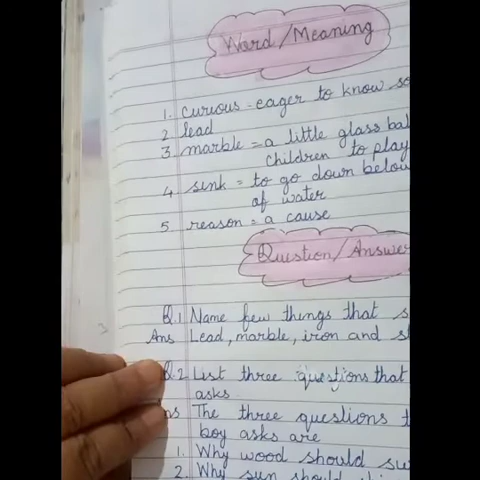 Word/Meaning
1. curious - eager to know
2 lead
3 marble = a little glass
children to play
4 sink = to go down below
of water
5. reason = a cause
Question/Answer
Q.1 Name few things that
Ans Lead, marble, iron and
Q.2 List three questions that
asks
The three questions
boy asks are
1. Why wood should
2. Why sun should